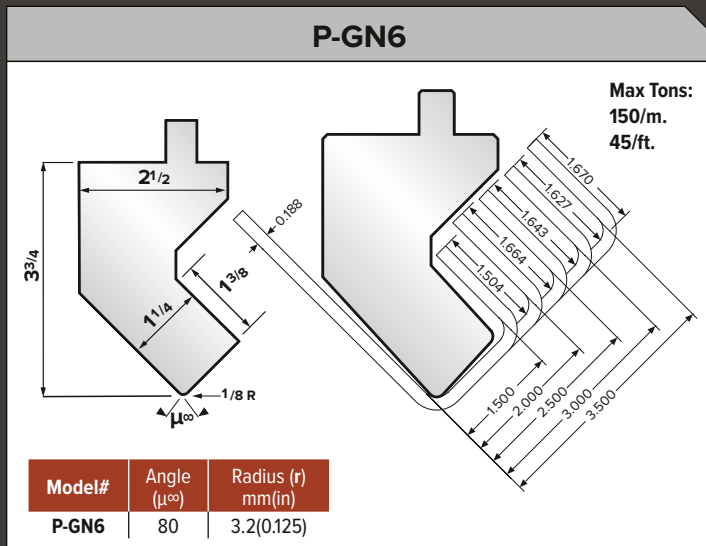 P-GN6
Max Tons:
150/m.
45/ft.
2 1/2
3 3/4
1 3/8
1 1/4
1/8 R
µ∞
0.188
1.670
1.627
1.643
1.664
1.504
1.500
2.000
2.500
3.000
3.500
Model# Angle (µ∞) Radius (r) mm(in)
P-GN6 80 3.2(0.125)